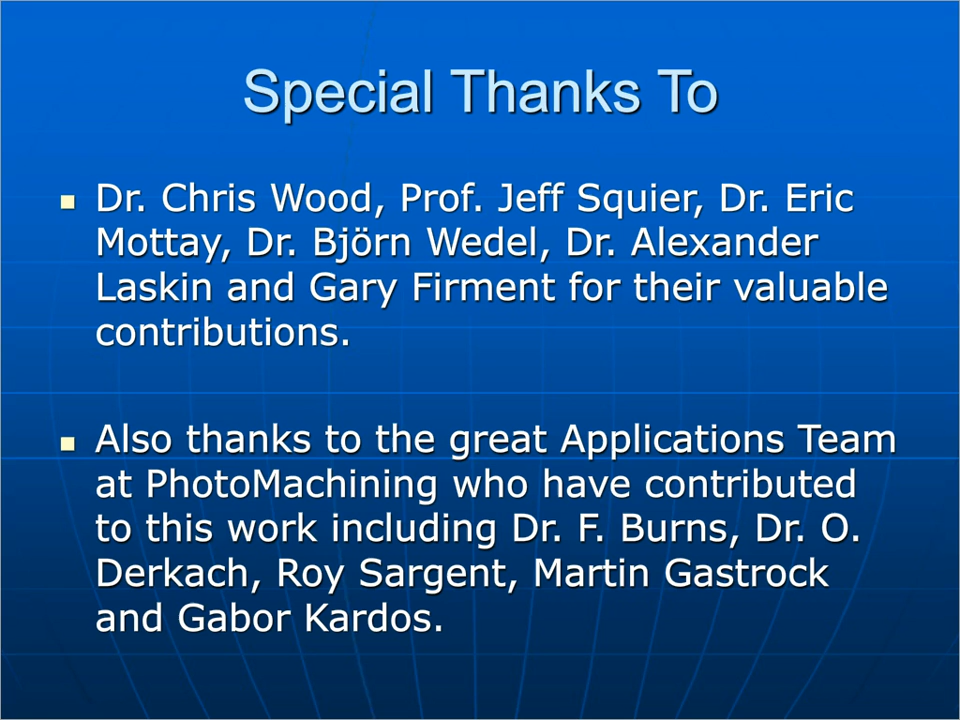 Special Thanks To
Dr. Chris Wood, Prof. Jeff Squier, Dr. Eric
Mottay, Dr. Björn Wedel, Dr. Alexander
Laskin and Gary Firment for their valuable
contributions.
Also thanks to the great Applications Team
at PhotoMachining who have contributed
to this work including Dr. F. Burns, Dr. O.
Derkach, Roy Sargent, Martin Gastrock
and Gabor Kardos.